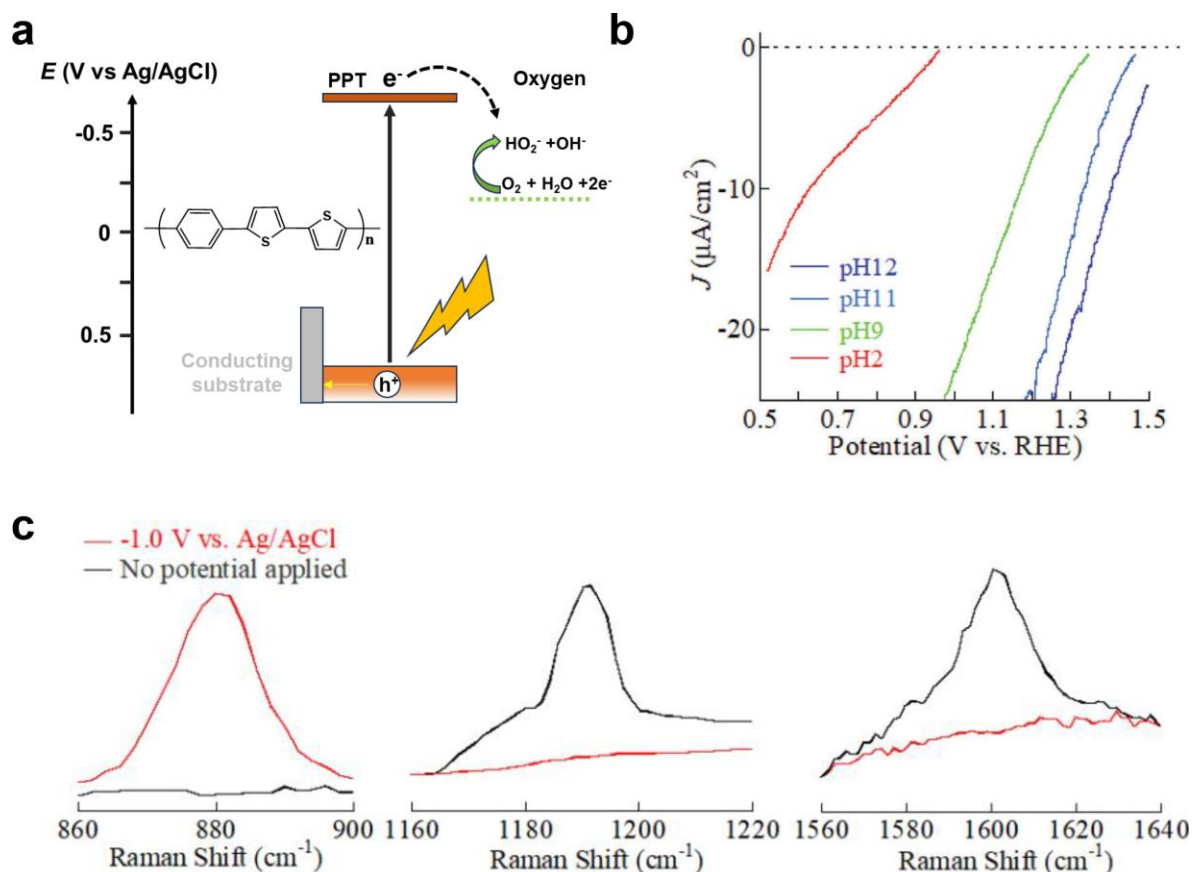 a
E (V vs Ag/AgCl)
-0.5
0
0.5
PPT e⁻
Oxygen
HO₂⁻ +OH⁻
O₂ + H₂O +2e⁻
S
S
n
Conducting
substrate
h⁺
b
0
-10
-20
J (μA/cm²)
pH12
pH11
pH9
pH2
0.5 0.7 0.9 1.1 1.3 1.5
Potential (V vs. RHE)
c
-1.0 V vs. Ag/AgCl
No potential applied
860 880 900
Raman Shift (cm⁻¹)
1160 1180 1200 1220
Raman Shift (cm⁻¹)
1560 1580 1600 1620 1640
Raman Shift (cm⁻¹)